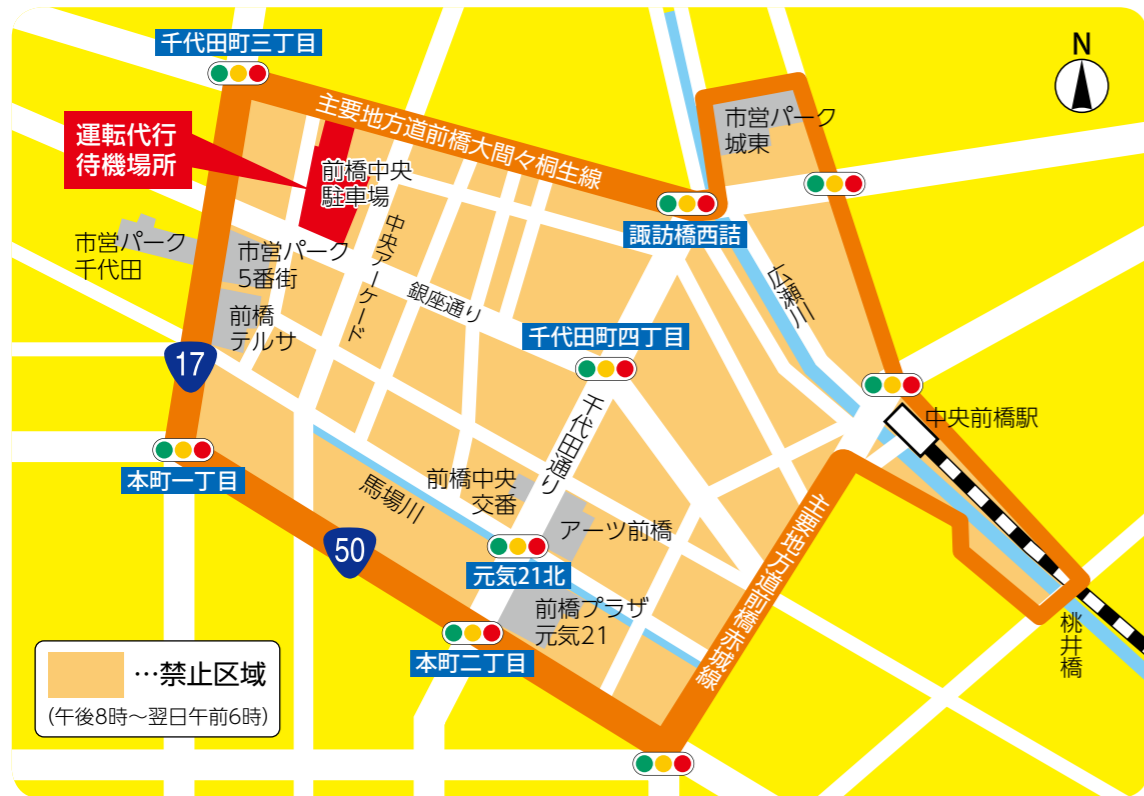 千代田町三丁目
N
主要地方道前橋大間々桐生線
市営パーク
城東
運転代行
待機場所
前橋中央
駐車場
諏訪橋西詰
市営パーク
千代田
市営パーク
5番街
中央アーケード
銀座通り
広瀬川
前橋
テルサ
千代田町四丁目
17
中央前橋駅
千代田通り
本町一丁目
馬場川
前橋中央
交番
アーツ前橋
主要地方道前橋赤城線
50
元気21北
前橋プラザ
元気21
桃井橋
本町二丁目
…禁止区域
(午後8時〜翌日午前6時)